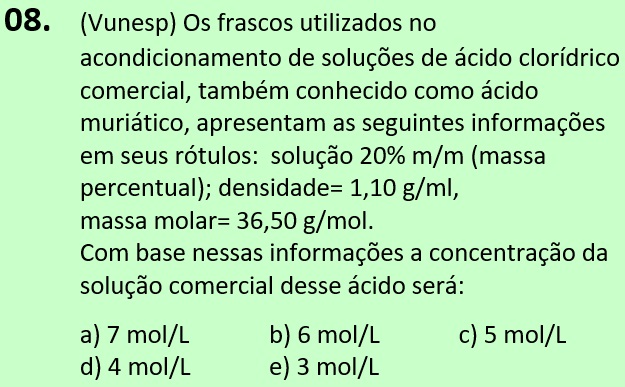 08. (Vunesp) Os frascos utilizados no
acondicionamento de soluções de ácido clorídrico
comercial, também conhecido como ácido
muriático, apresentam as seguintes informações
em seus rótulos: solução 20% m/m (massa
percentual); densidade= 1,10 g/ml,
massa molar= 36,50 g/mol.
Com base nessas informações a concentração da
solução comercial desse ácido será:
a) 7 mol/L b) 6 mol/L c) 5 mol/L
d) 4 mol/L e) 3 mol/L